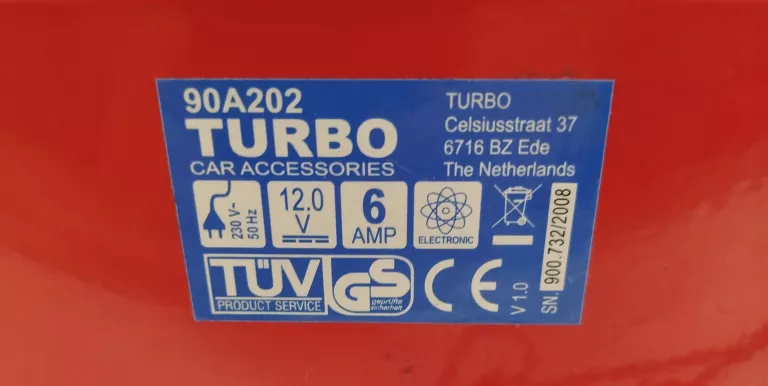 90A202
TURBO
CAR ACCESSORIES
TURBO
Celsiusstraat 37
6716 BZ Ede
The Netherlands
230 V~
50 Hz
12.0
V
6
AMP
ELECTRONIC
TÜV
PRODUCT SERVICE
GS
geprüfte
sicherheit
CE
V 1.0
SN. 900.732/2008